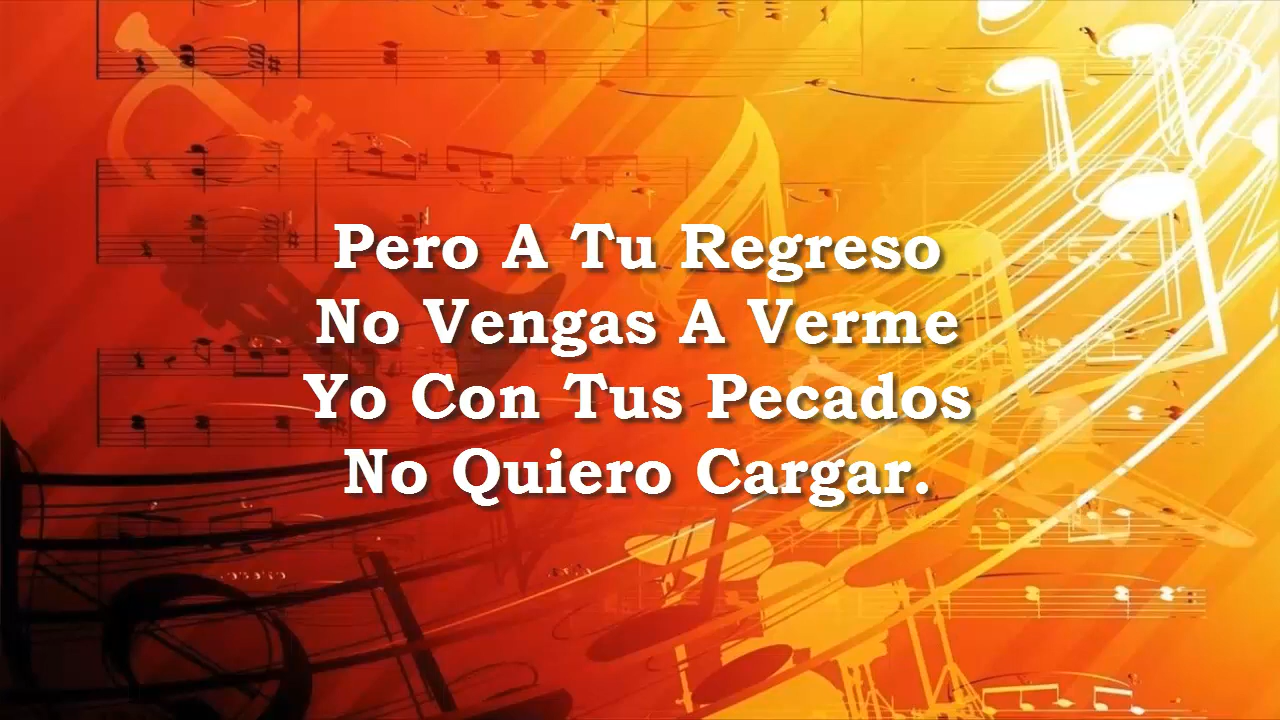 Pero A Tu Regreso
No Vengas A Verme
Yo Con Tus Pecados
No Quiero Cargar.